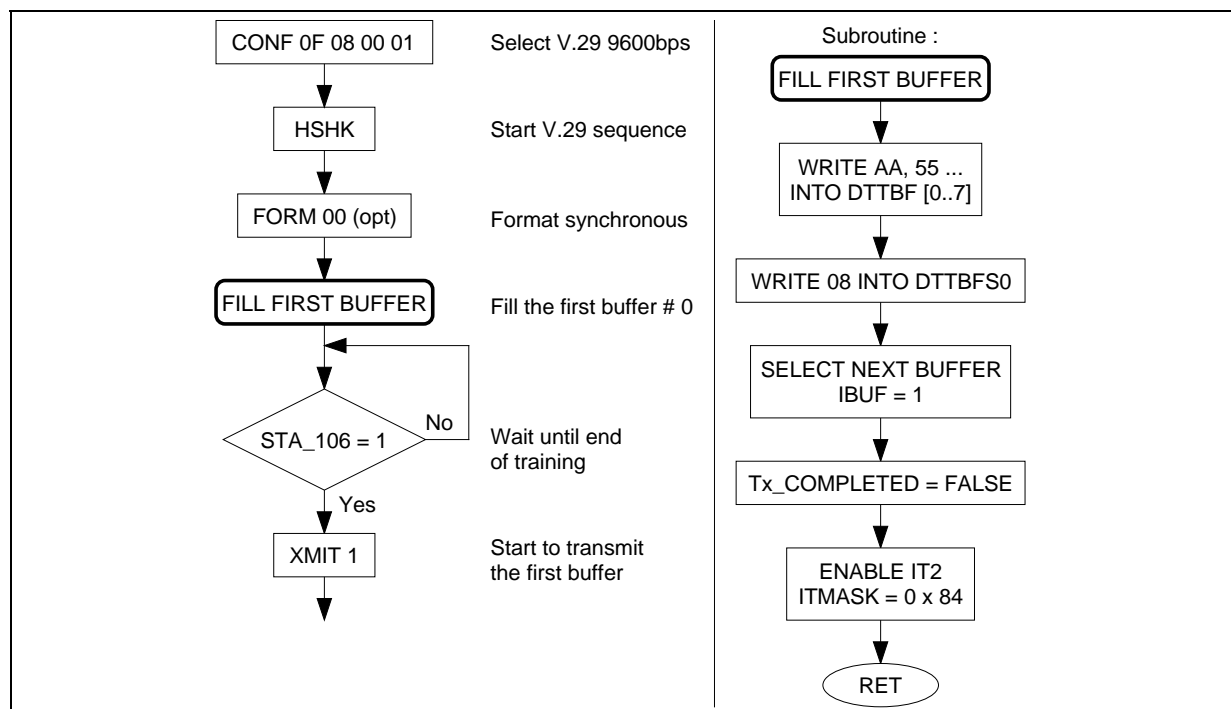 CONF 0F 08 00 01
Select V.29 9600bps
HSHK
Start V.29 sequence
FORM 00 (opt)
Format synchronous
FILL FIRST BUFFER
Fill the first buffer # 0
STA_106 = 1
No
Wait until end
of training
Yes
XMIT 1
Start to transmit
the first buffer
Subroutine :
FILL FIRST BUFFER
WRITE AA, 55 ...
INTO DTTBF [0..7]
WRITE 08 INTO DTTBFS0
SELECT NEXT BUFFER
IBUF = 1
Tx_COMPLETED = FALSE
ENABLE IT2
ITMASK = 0 x 84
RET